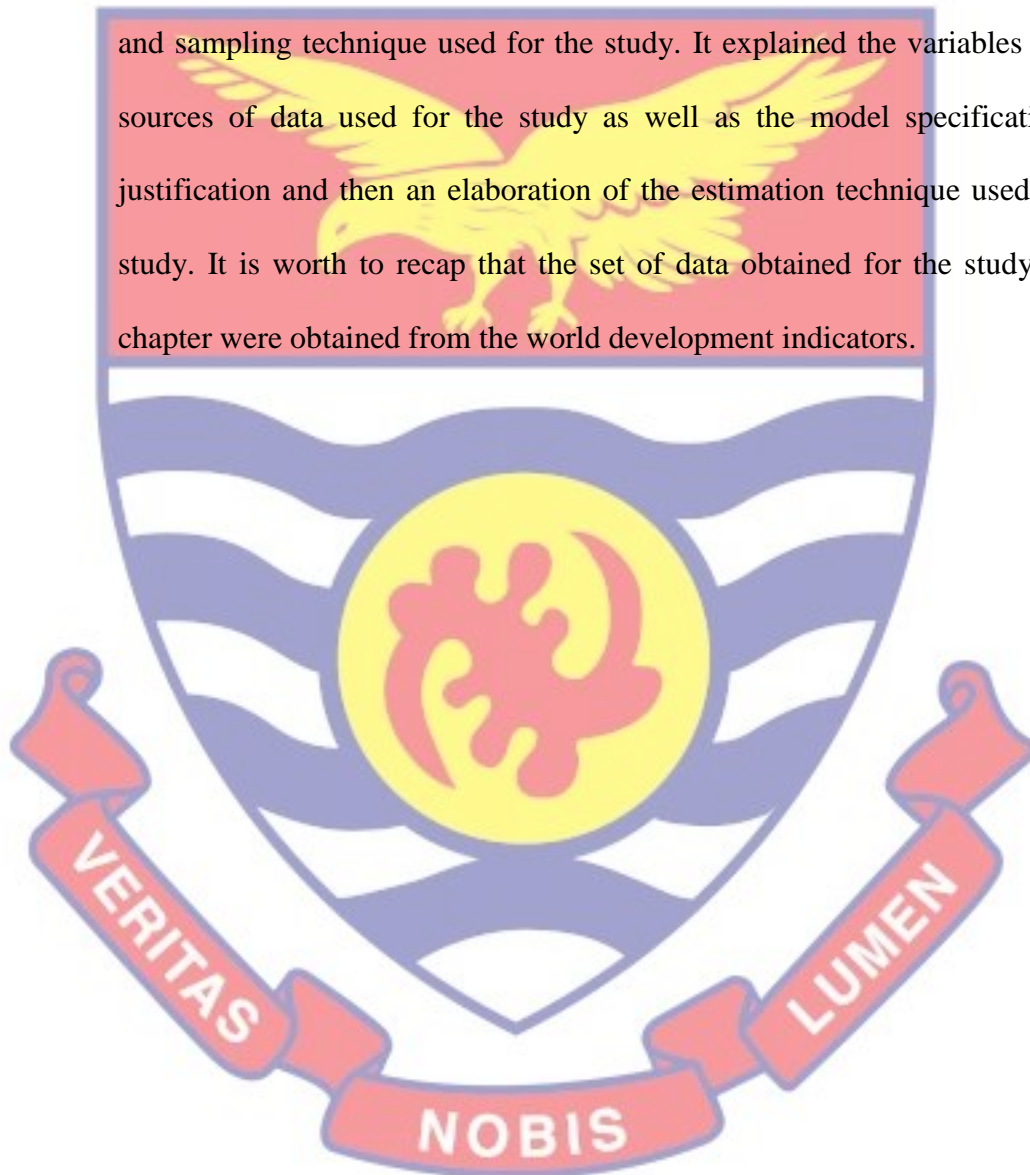 and sampling technique used for the study. It explained the variables
sources of data used for the study as well as the model
justification and then an elaboration of the estimation technique used
study. It is worth to recap that the set of data obtained for the study
chapter were obtained from the world development indicators.
VERITAS
NOBIS
LUMEN